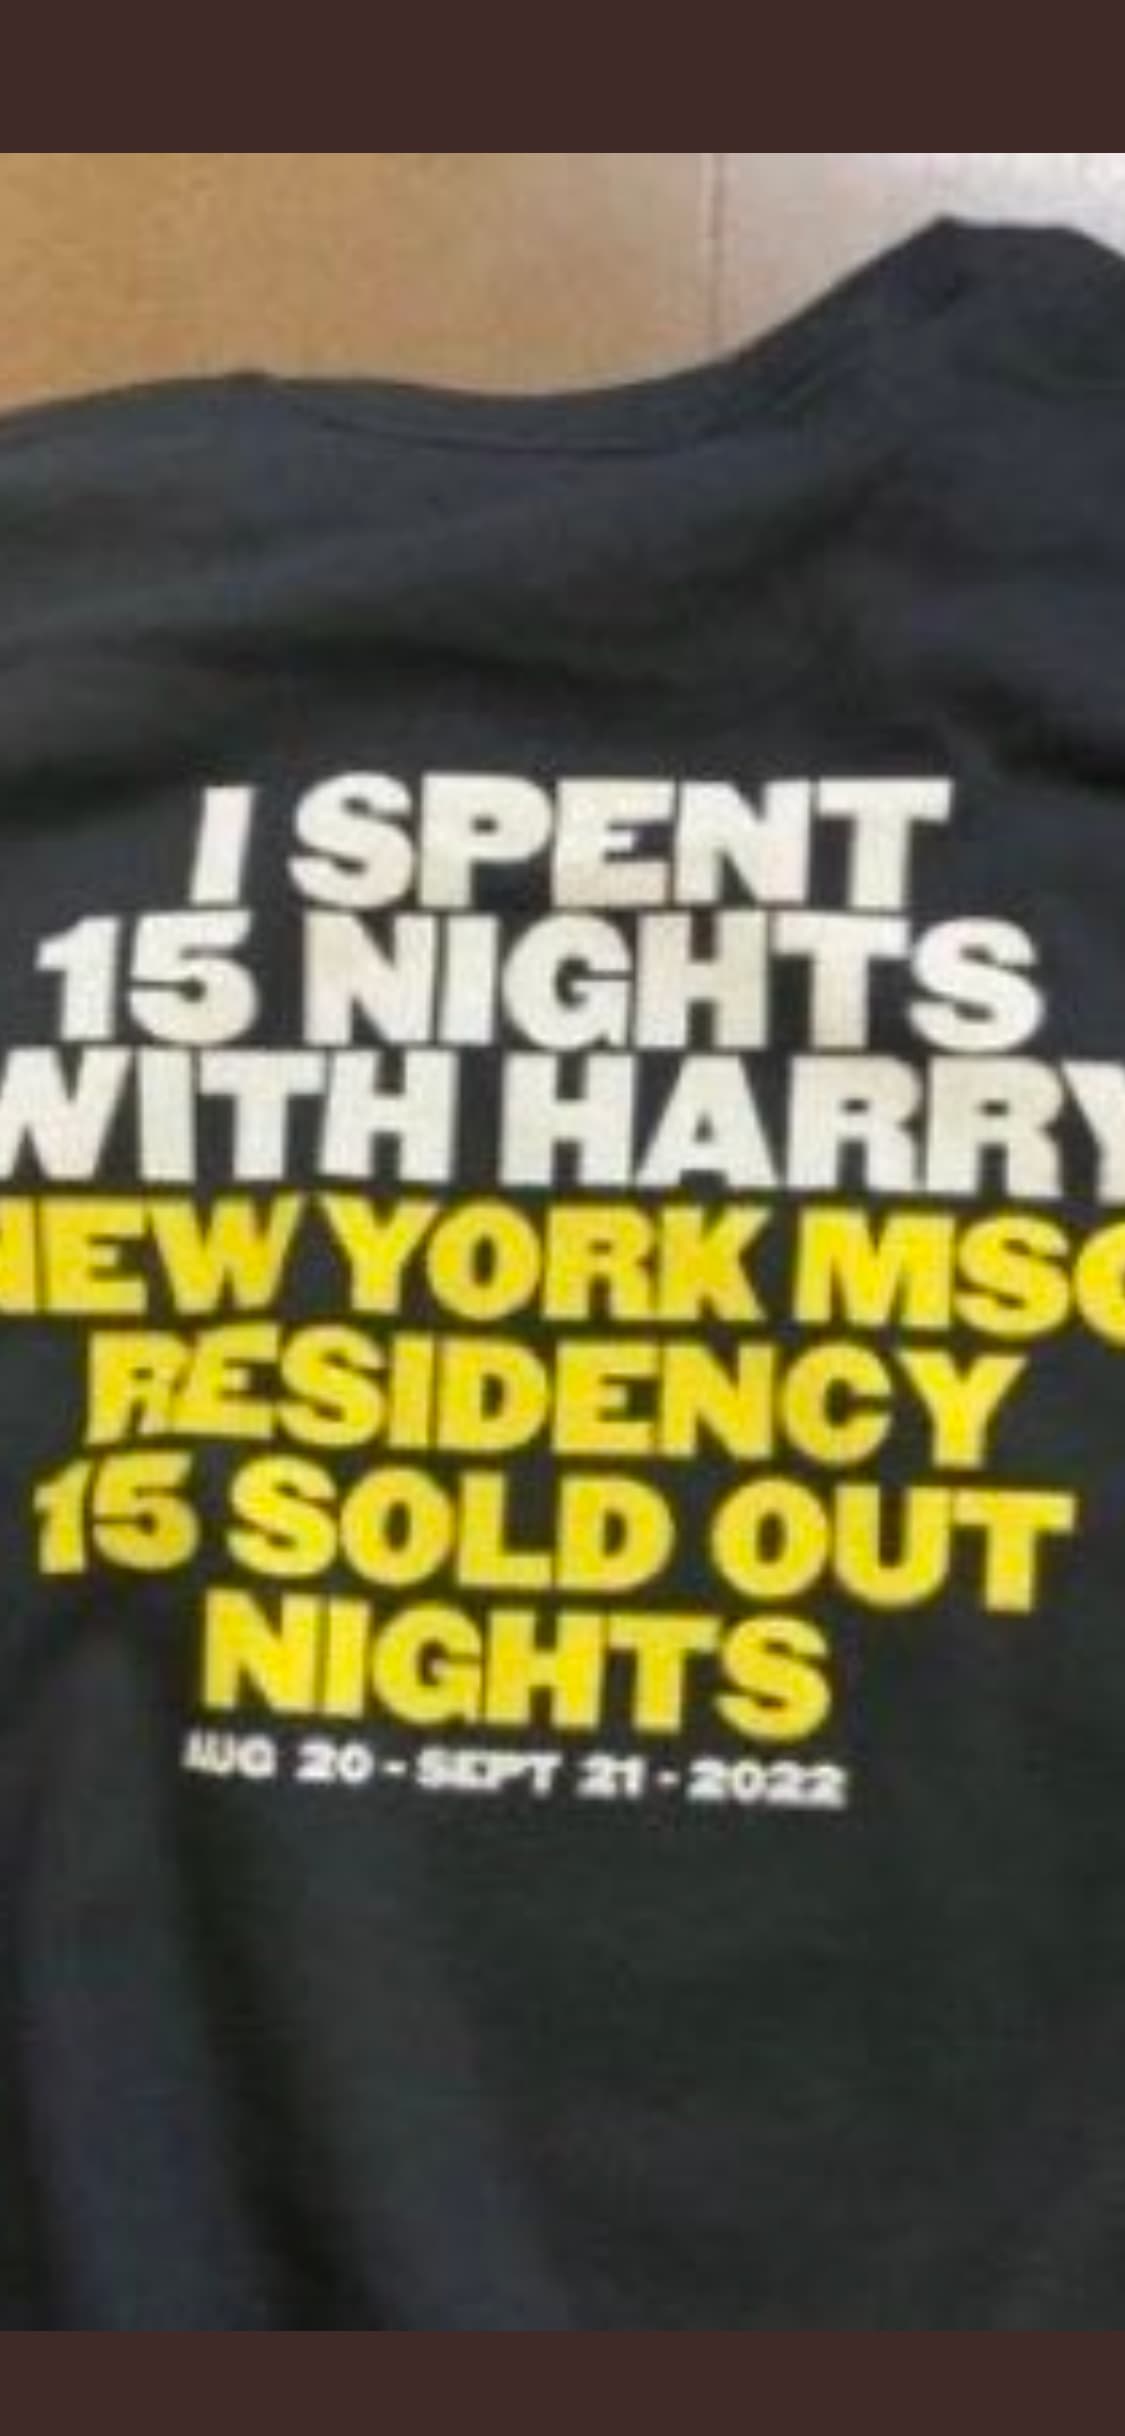 I SPENT
15 NIGHTS
WITH HARRY
NEW YORK MSG
RESIDENCY
15 SOLD OUT
NIGHTS
AUG 20 - SEPT 21 - 2022